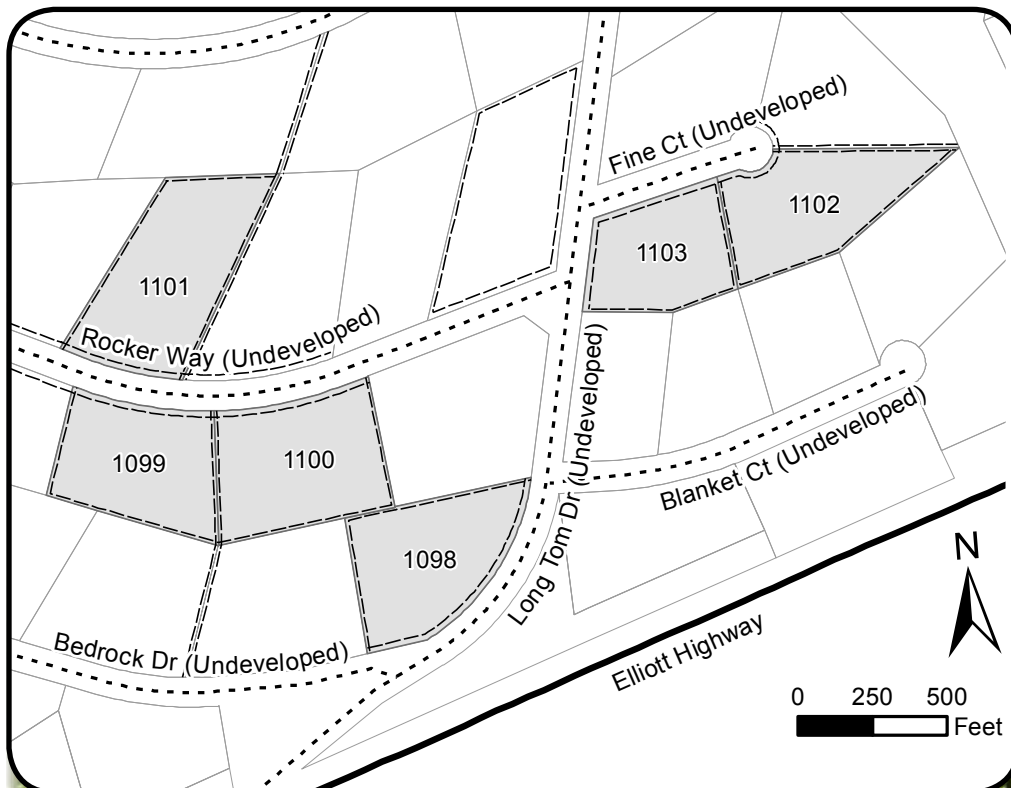 Fine Ct (Undeveloped)
1102
1103
1101
Rocker Way (Undeveloped)
1099
1100
Long Tom Dr (Undeveloped)
Blanket Ct (Undeveloped)
1098
Bedrock Dr (Undeveloped)
Elliott Highway
N
0 250 500
Feet